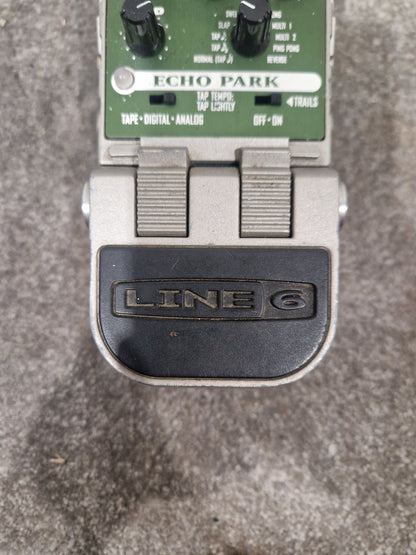 SLAP
MULTI 1
TAP
MULTI 2
TAP
PING PONG
NORMAL (TAP)
REVERSE
ECHO PARK
TAP TEMPO:
TAP LIGHTLY
TRAILS
TAPE • DIGITAL • ANALOG
OFF • ON
LINE 6